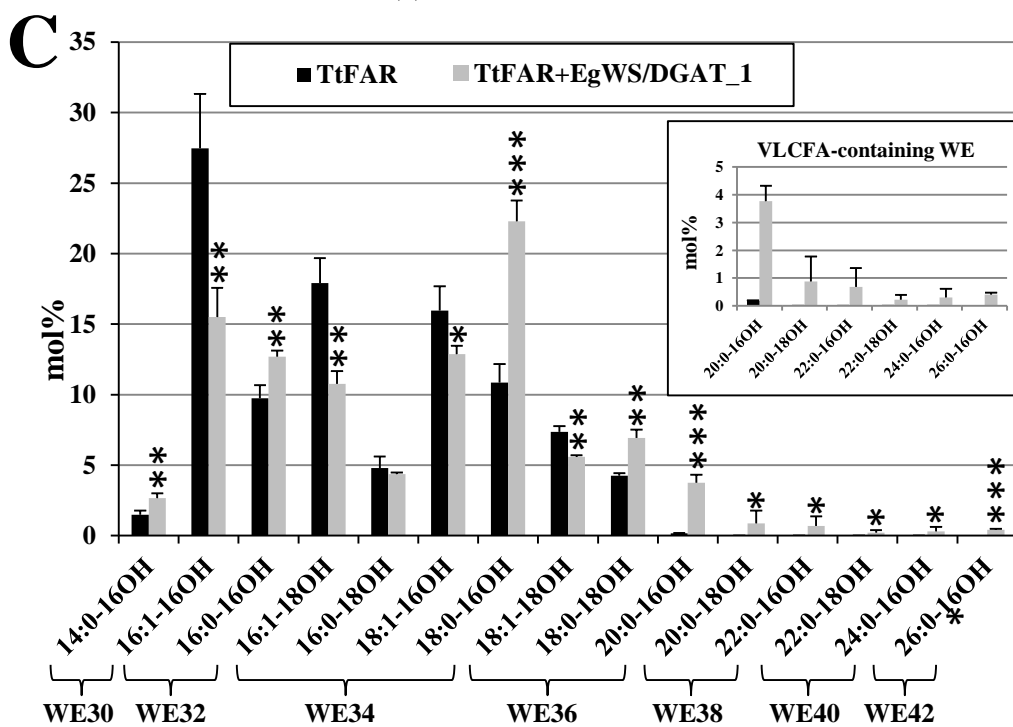 C
TtFAR TtFAR+EgWS/DGAT_1
mol%
35
30
25
20
15
10
5
0
** ** ** ** * *** ** ** *** * * * * ***
VLCFA-containing WE
mol%
5
4
3
2
1
0
20:0-16OH 20:0-18OH 22:0-16OH 22:0-18OH 24:0-16OH 26:0-16OH
14:0-16OH 16:1-16OH 16:0-16OH 16:1-18OH 16:0-18OH 18:1-16OH 18:0-16OH 18:1-18OH 18:0-18OH 20:0-16OH 20:0-18OH 22:0-16OH 22:0-18OH 24:0-16OH 26:0-16OH
*
WE30 WE32 WE34 WE36 WE38 WE40 WE42